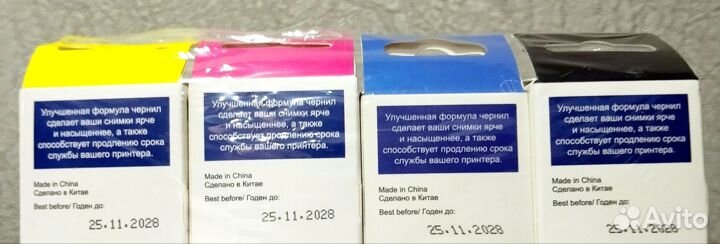 Улучшенная формула чернил
сделает ваши снимки ярче
и насыщеннее, а также
способствует продлению срока
службы вашего принтера.
Made in China
Сделано в Китае
Best before/ Годен до:
25.11.2028
Улучшенная формула чернил
сделает ваши снимки ярче
и насыщеннее, а также
способствует продлению срока
службы вашего принтера.
Made in China
Сделано в Китае
Best before/ Годен до:
25.11.2028
Улучшенная формула чернил
сделает ваши снимки ярче
и насыщеннее, а также
способствует продлению срока
службы вашего принтера.
Made in China
Сделано в Китае
Best before/ Годен до:
25.11.2028
Улучшенная формула чернил
сделает ваши снимки ярче
и насыщеннее, а также
способствует продлению срока
службы вашего принтера.
Made in China
Сделано в Китае
Best before/ Годен до:
25.11.2028
Avito